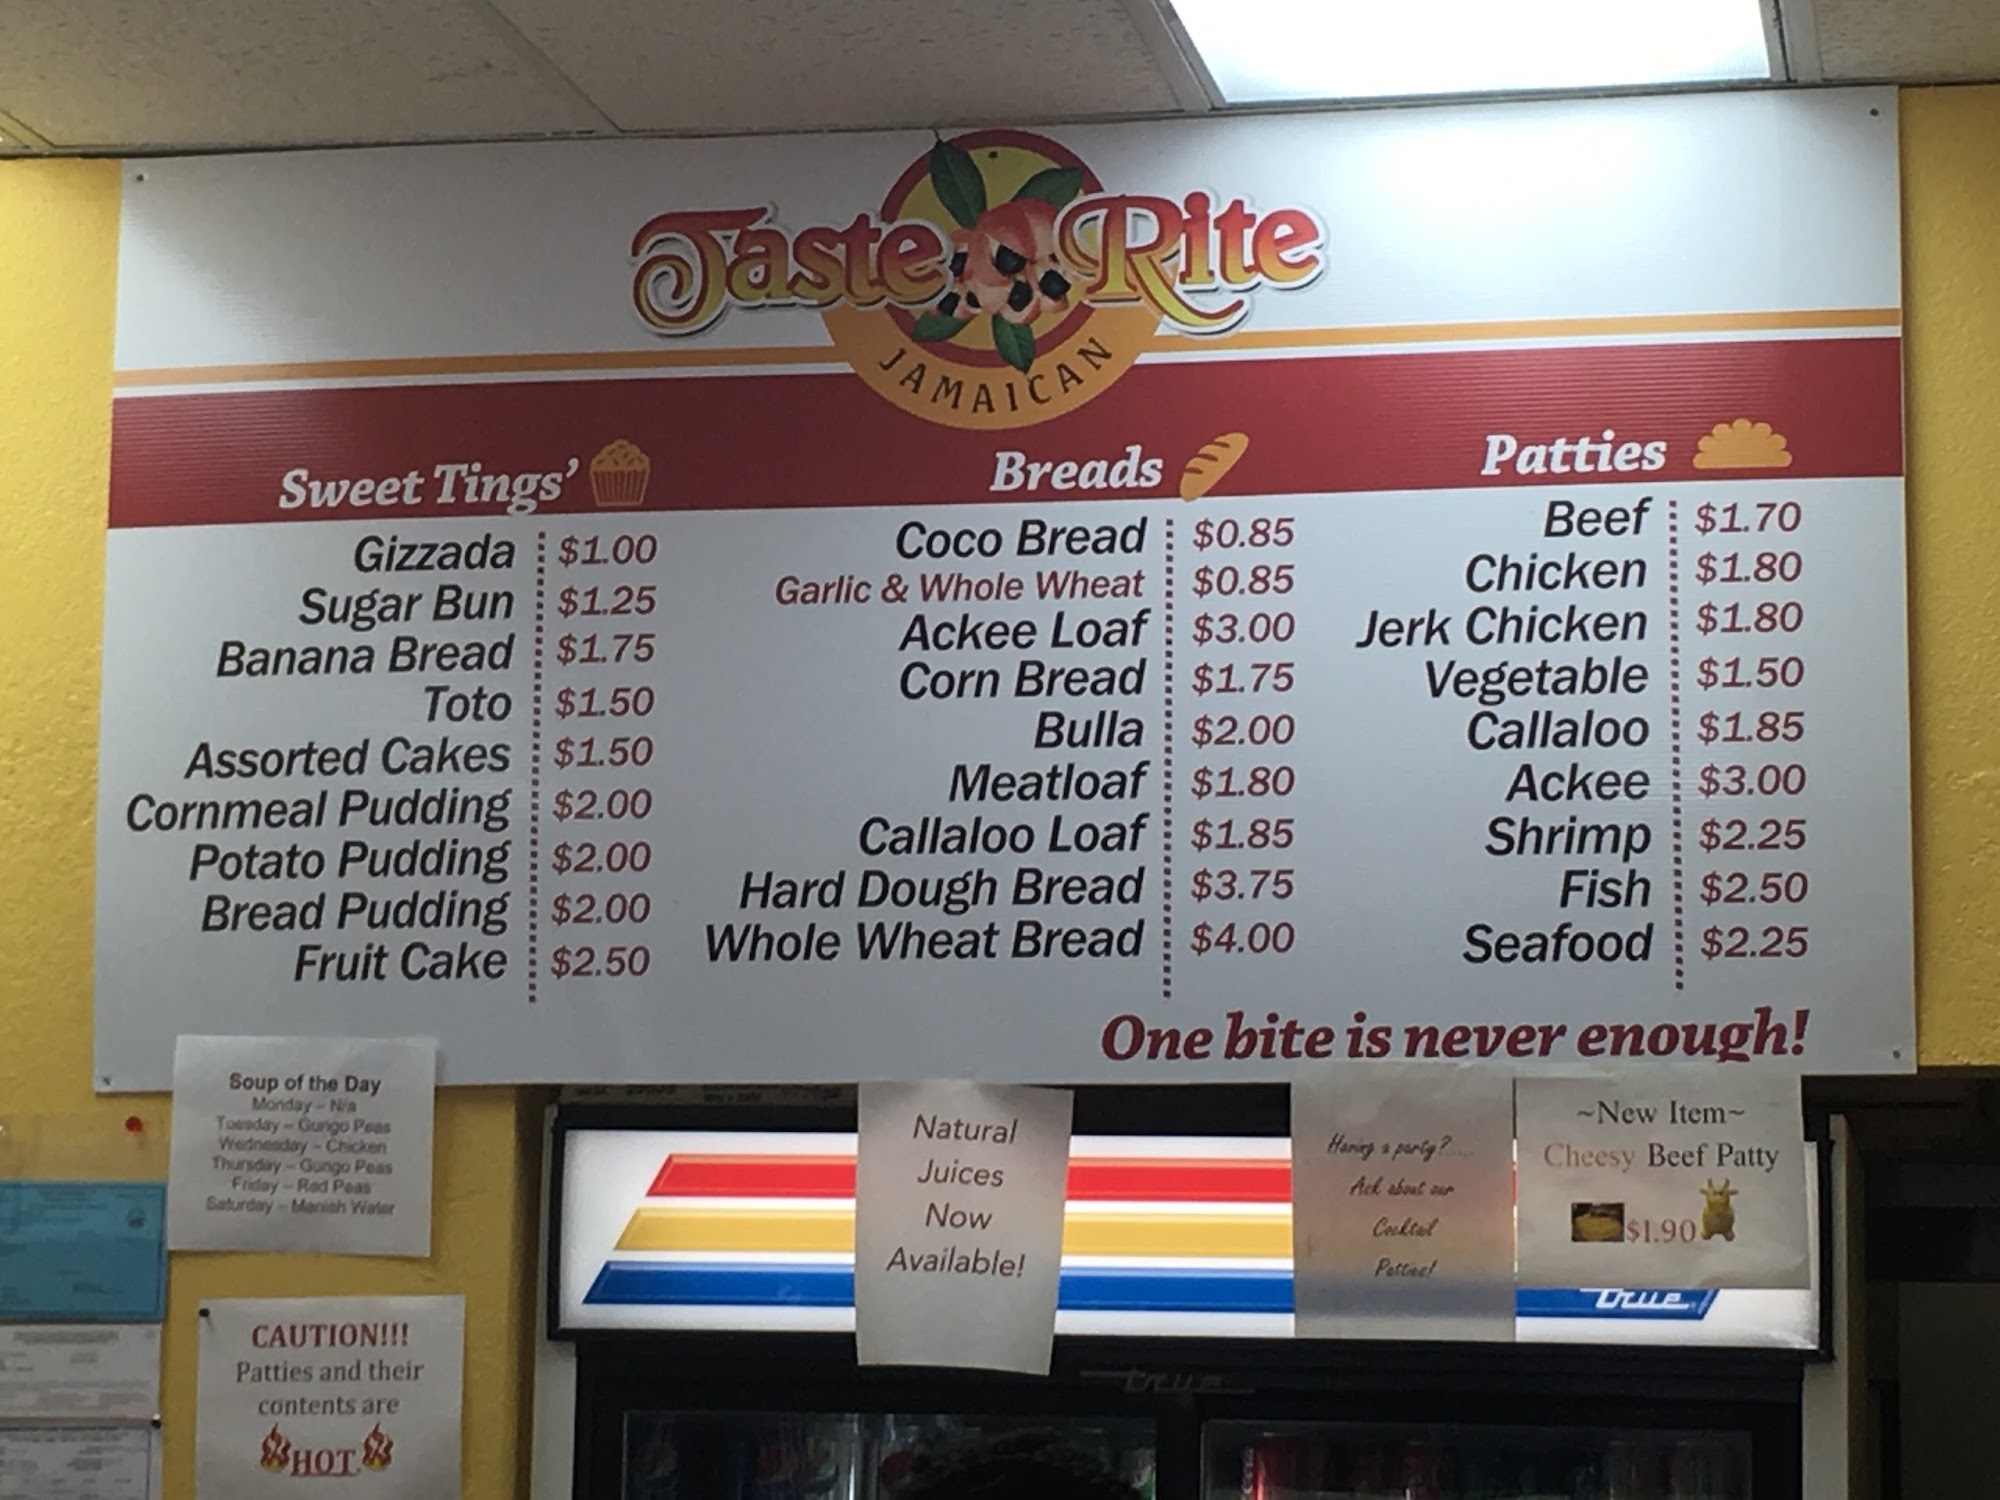 Taste Rite
JAMAICAN
Sweet Tings’
Gizzada $1.00
Sugar Bun $1.25
Banana Bread $1.75
Toto $1.50
Assorted Cakes $1.50
Cornmeal Pudding $2.00
Potato Pudding $2.00
Bread Pudding $2.00
Fruit Cake $2.50
Breads
Coco Bread $0.85
Garlic & Whole Wheat $0.85
Ackee Loaf $3.00
Corn Bread $1.75
Bulla $2.00
Meatloaf $1.80
Callaloo Loaf $1.85
Hard Dough Bread $3.75
Whole Wheat Bread $4.00
Patties
Beef $1.70
Chicken $1.80
Jerk Chicken $1.80
Vegetable $1.50
Callaloo $1.85
Ackee $3.00
Shrimp $2.25
Fish $2.50
Seafood $2.25
One bite is never enough!
Soup of the Day
Monday – N/a
Tuesday – Gungo Peas
Wednesday – Chicken
Thursday – Gungo Peas
Friday – Red Peas
Saturday – Manish Water
CAUTION!!!
Patties and their
contents are
HOT
Natural
Juices
Now
Available!
Having a party?.....
Ask about our
Cocktail
Patties!
~New Item~
Cheesy Beef Patty
$1.90
true
true